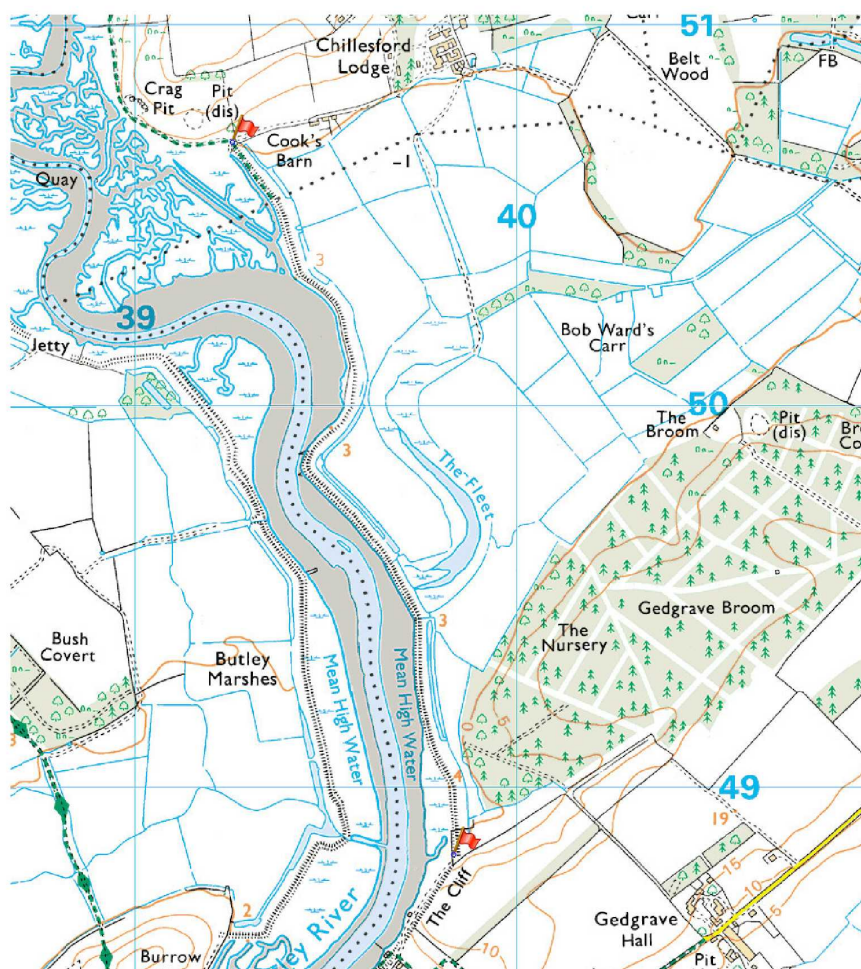 51
Carr
Chillesford
Lodge
Belt
Wood
FB
Crag
Pit
Pit
(dis)
Cook's
Barn
-1
Quay
40
3
39
Bob Ward's
Carr
Jetty
50
The
Broom
Pit
(dis)
3
The Fleet
Gedgrave Broom
3
The
Nursery
Bush
Covert
Butley
Marshes
Mean High Water
Mean High Water
0
5
3
4
49
19
15
10
5
The Cliff
2
Gedgrave
Hall
10
Burrow
ley River
Pit